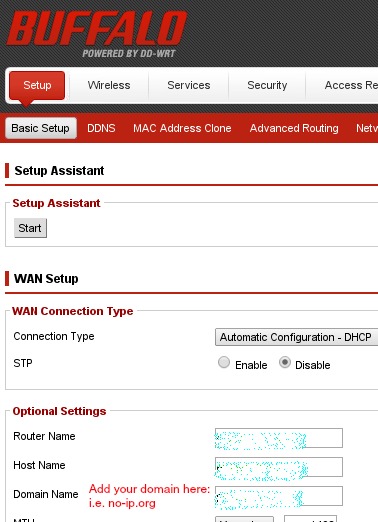 BUFFALO
POWERED BY DD-WRT
Setup Wireless Services Security Access Re
Basic Setup DDNS MAC Address Clone Advanced Routing Netw
Setup Assistant
Setup Assistant
Start
WAN Setup
WAN Connection Type
Connection Type Automatic Configuration - DHCP
STP Enable Disable
Optional Settings
Router Name
Host Name
Domain Name Add your domain here:
i.e. no-ip.org